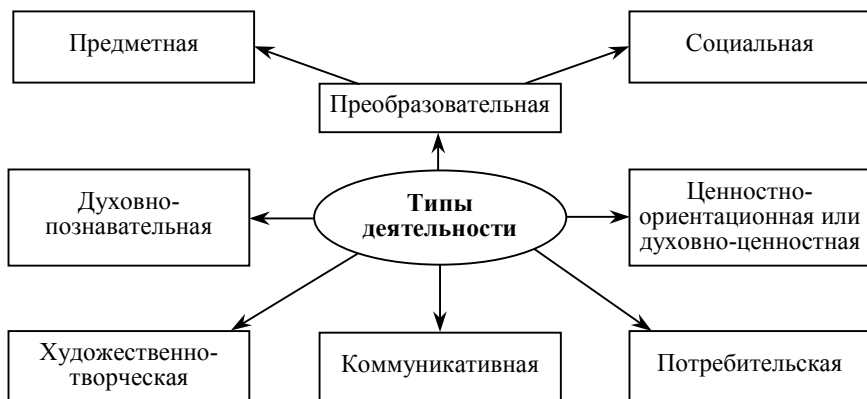 Предметная
Социальная
Преобразовательная
Духовно-
познавательная
Типы
деятельности
Ценностно-
ориентационная или
духовно-ценностная
Художественно-
творческая
Коммуникативная
Потребительская